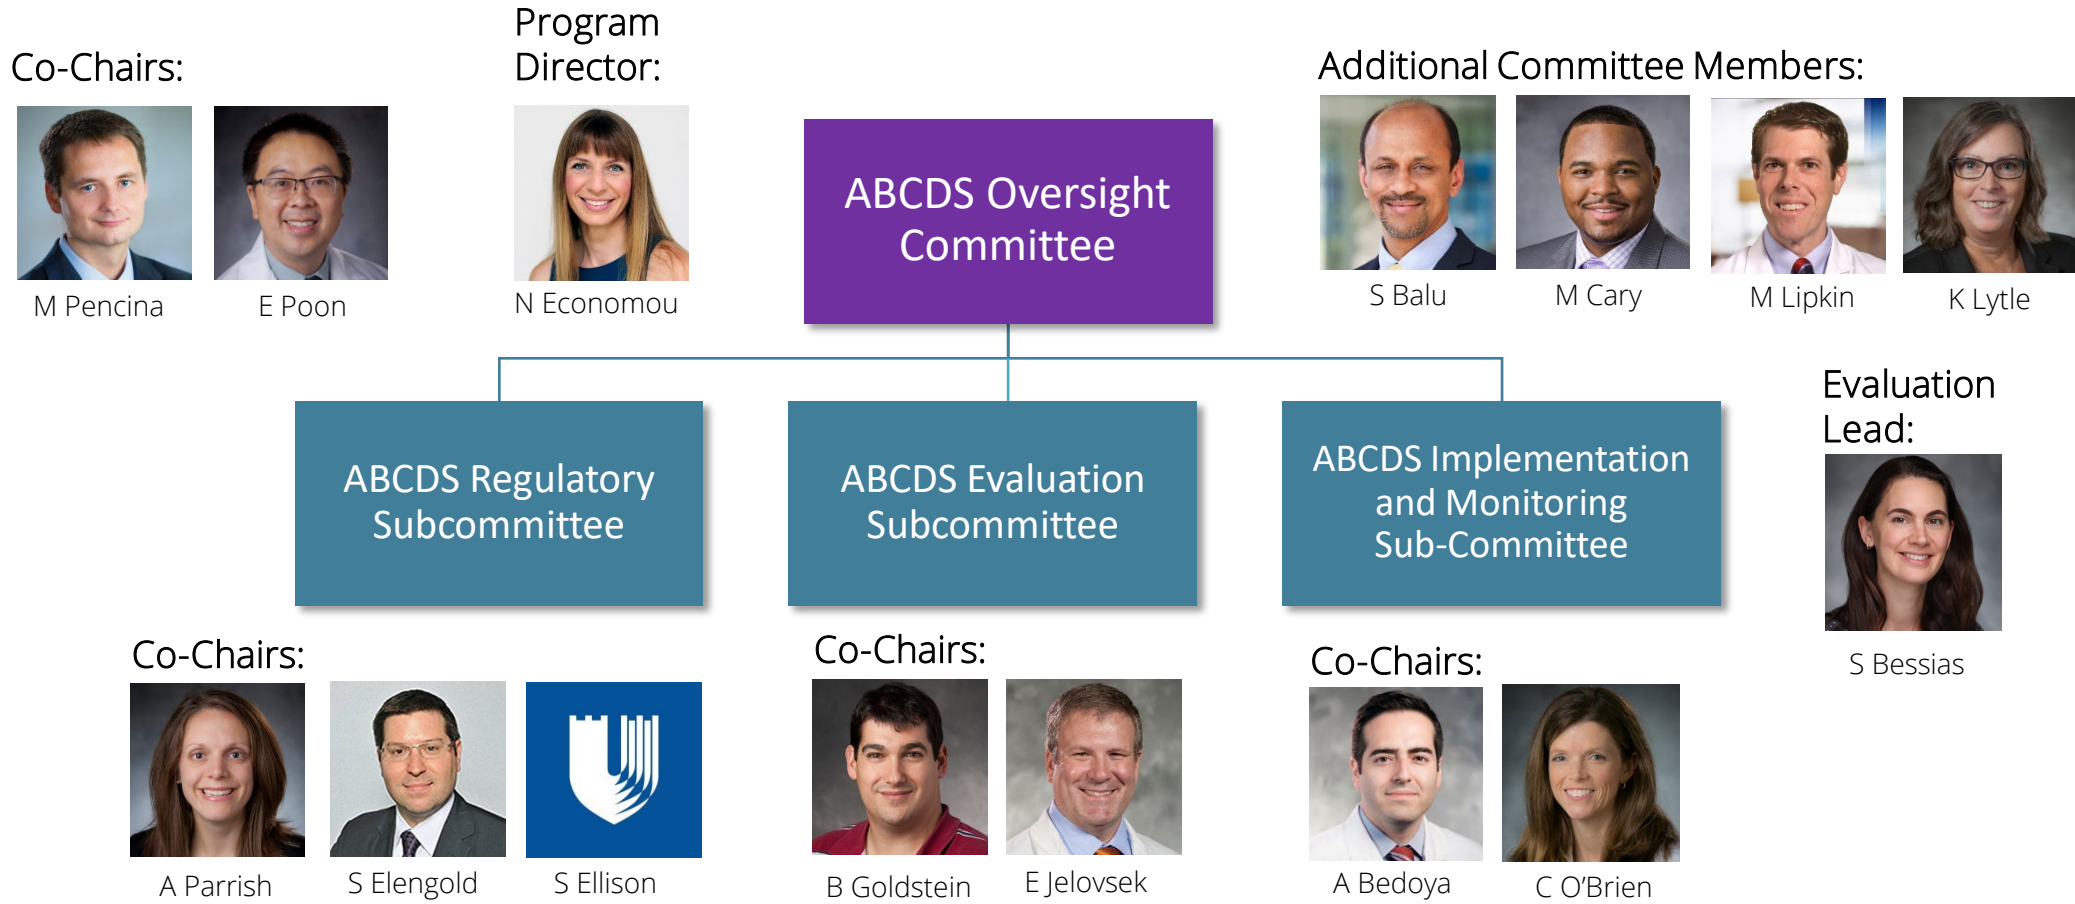 Co-Chairs:
M Pencina
E Poon
Program
Director:
N Economou
ABCDS Oversight
Committee
Additional Committee Members:
S Balu
M Cary
M Lipkin
K Lytle
ABCDS Regulatory
Subcommittee
ABCDS Evaluation
Subcommittee
ABCDS Implementation
and Monitoring
Sub-Committee
Evaluation
Lead:
S Bessias
Co-Chairs:
A Parrish
S Elengold
S Ellison
Co-Chairs:
B Goldstein
E Jelovsek
Co-Chairs:
A Bedoya
C O’Brien